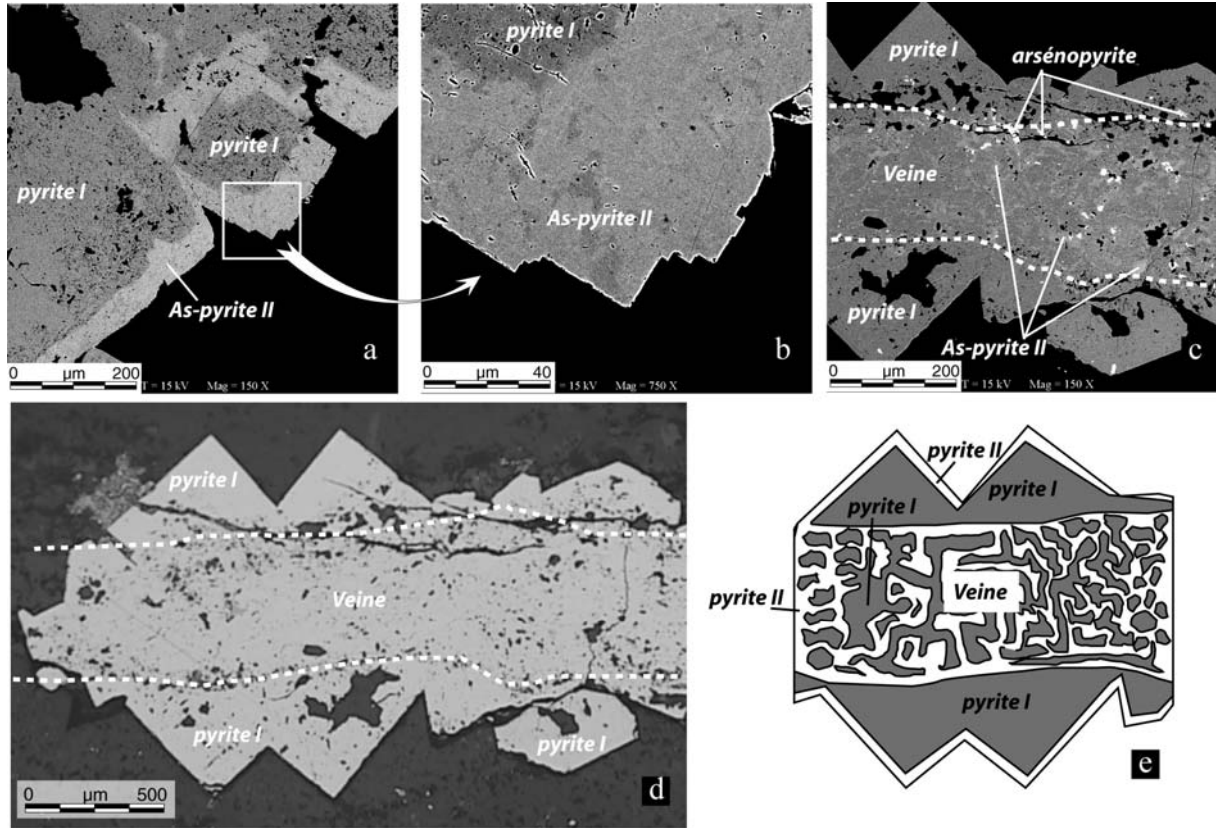 pyrite I
pyrite I
As-pyrite II
a
0 µm 200
T = 15 kV Mag = 150 X
pyrite I
As-pyrite II
b
0 µm 40
T = 15 kV Mag = 750 X
pyrite I
arsénopyrite
Veine
pyrite I
As-pyrite II
c
0 µm 200
T = 15 kV Mag = 150 X
pyrite I
Veine
pyrite I
pyrite I
0 µm 500
d
pyrite II
pyrite I
pyrite I
Veine
pyrite II
pyrite I
e